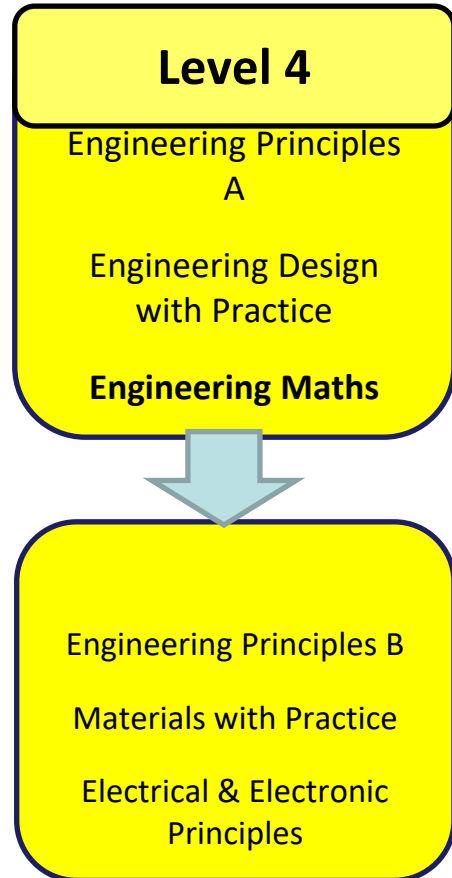 Level 4
Engineering Principles
A
Engineering Design
with Practice
Engineering Maths
Engineering Principles B
Materials with Practice
Electrical & Electronic
Principles